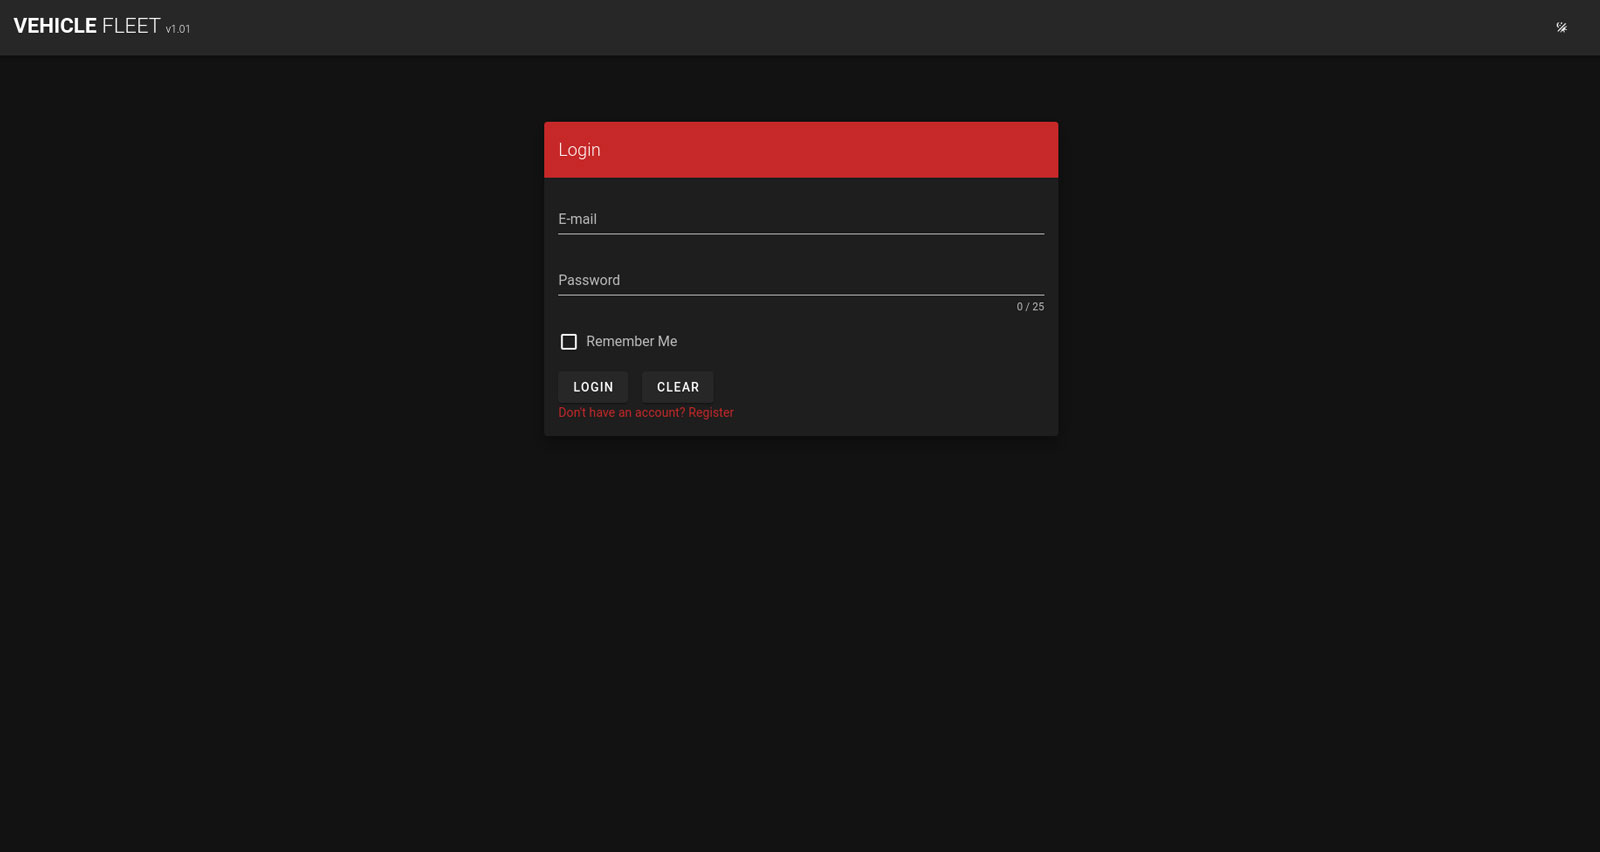 VEHICLE FLEET v1.01
Login
E-mail
Password
0 / 25
Remember Me
LOGIN CLEAR
Don't have an account? Register